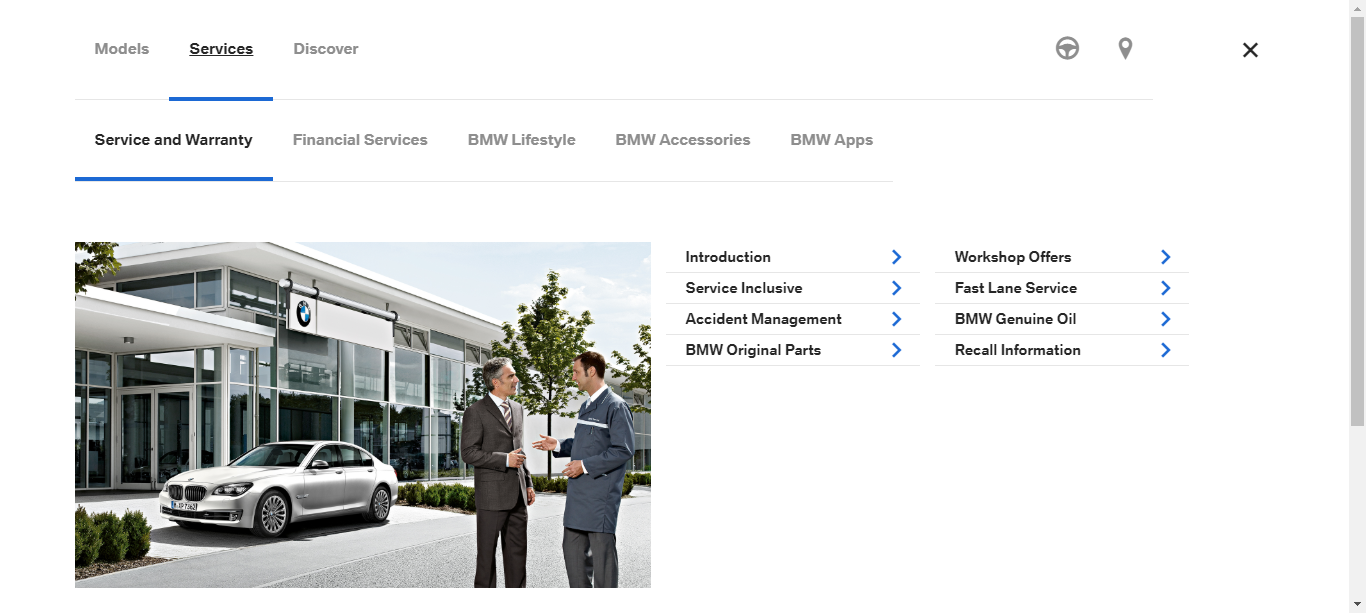 Models Services Discover
Service and Warranty Financial Services BMW Lifestyle BMW Accessories BMW Apps
Introduction
Service Inclusive
Accident Management
BMW Original Parts
Workshop Offers
Fast Lane Service
BMW Genuine Oil
Recall Information